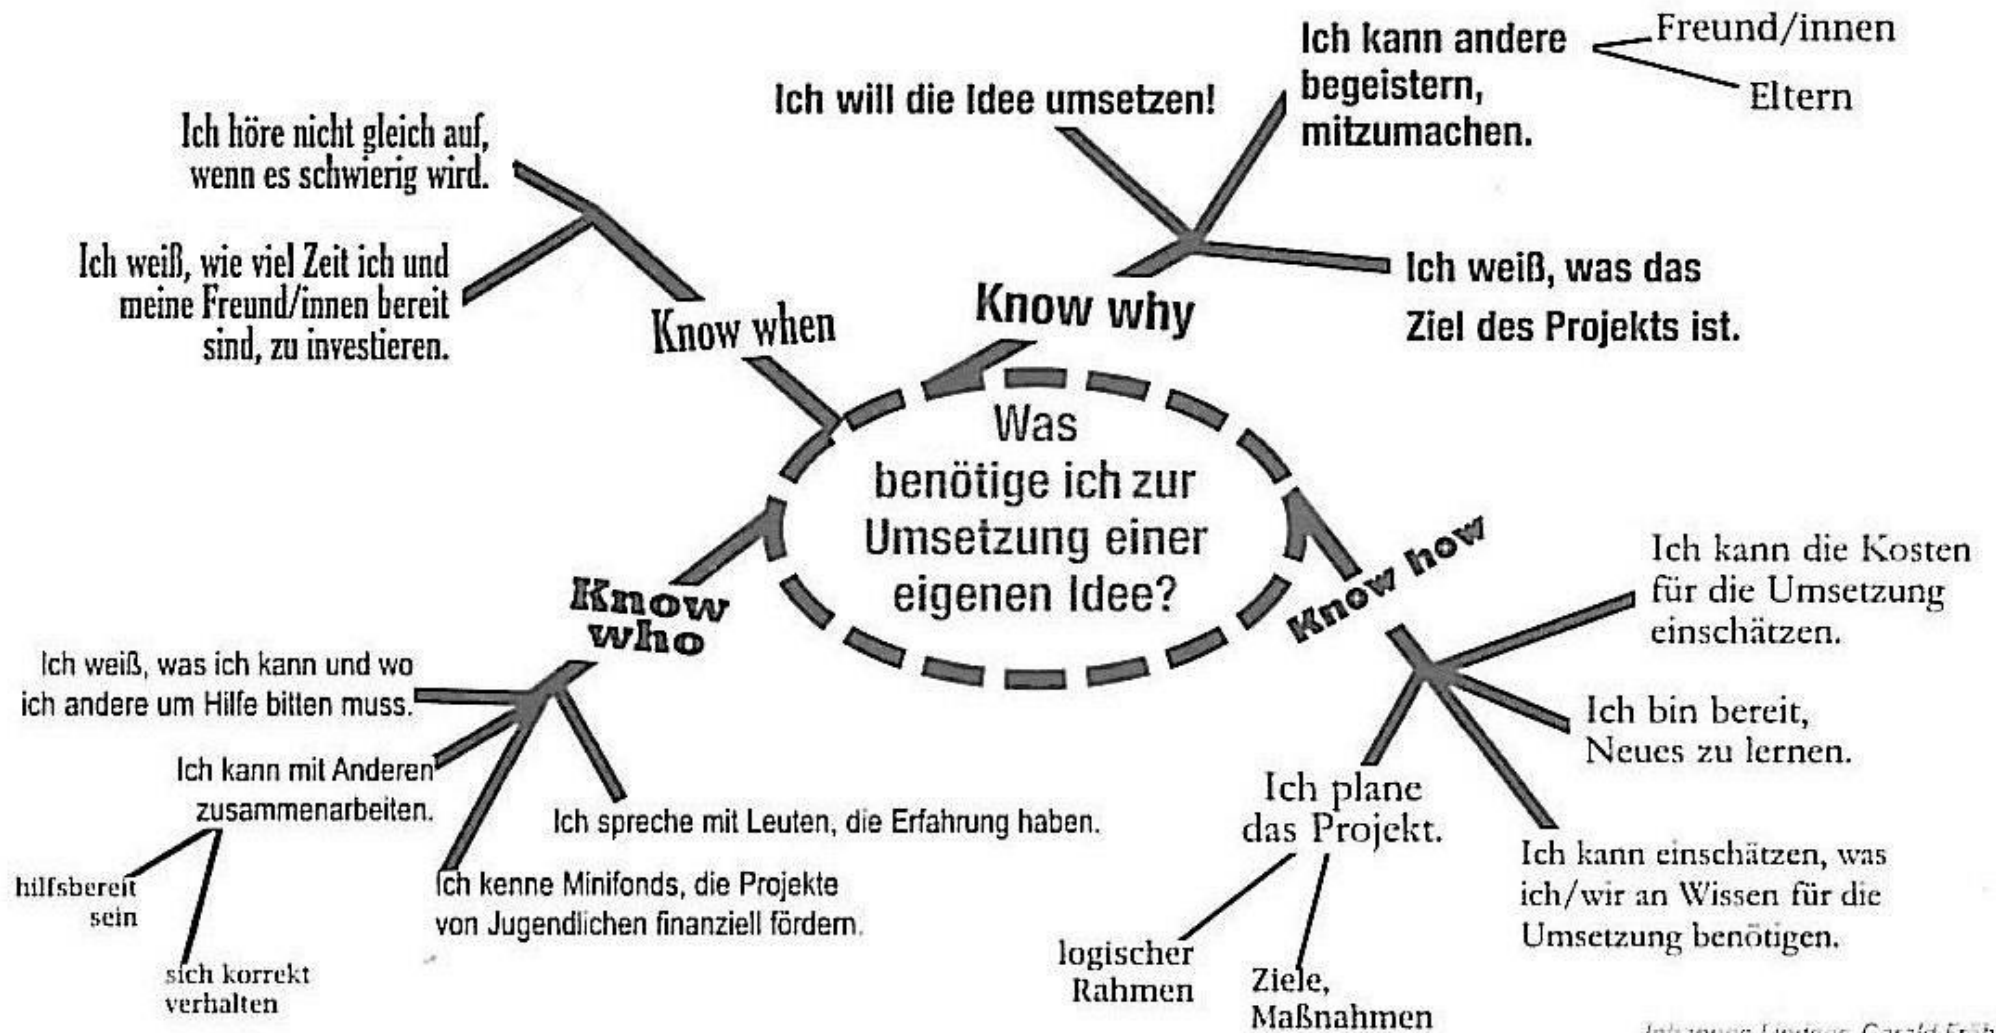 Was
benötige ich zur
Umsetzung einer
eigenen Idee?
Know why
Ich will die Idee umsetzen!
Ich kann andere
begeistern,
mitzumachen.
Freund/innen
Eltern
Ich weiß, was das
Ziel des Projekts ist.
Know when
Ich höre nicht gleich auf,
wenn es schwierig wird.
Ich weiß, wie viel Zeit ich und
meine Freund/innen bereit
sind, zu investieren.
Know who
Ich weiß, was ich kann und wo
ich andere um Hilfe bitten muss.
Ich kann mit Anderen
zusammenarbeiten.
hilfsbereit
sein
sich korrekt
verhalten
Ich kenne Minifonds, die Projekte
von Jugendlichen finanziell fördern.
Ich spreche mit Leuten, die Erfahrung haben.
Know how
Ich kann die Kosten
für die Umsetzung
einschätzen.
Ich bin bereit,
Neues zu lernen.
Ich kann einschätzen, was
ich/wir an Wissen für die
Umsetzung benötigen.
Ich plane
das Projekt.
logischer
Rahmen
Ziele,
Maßnahmen